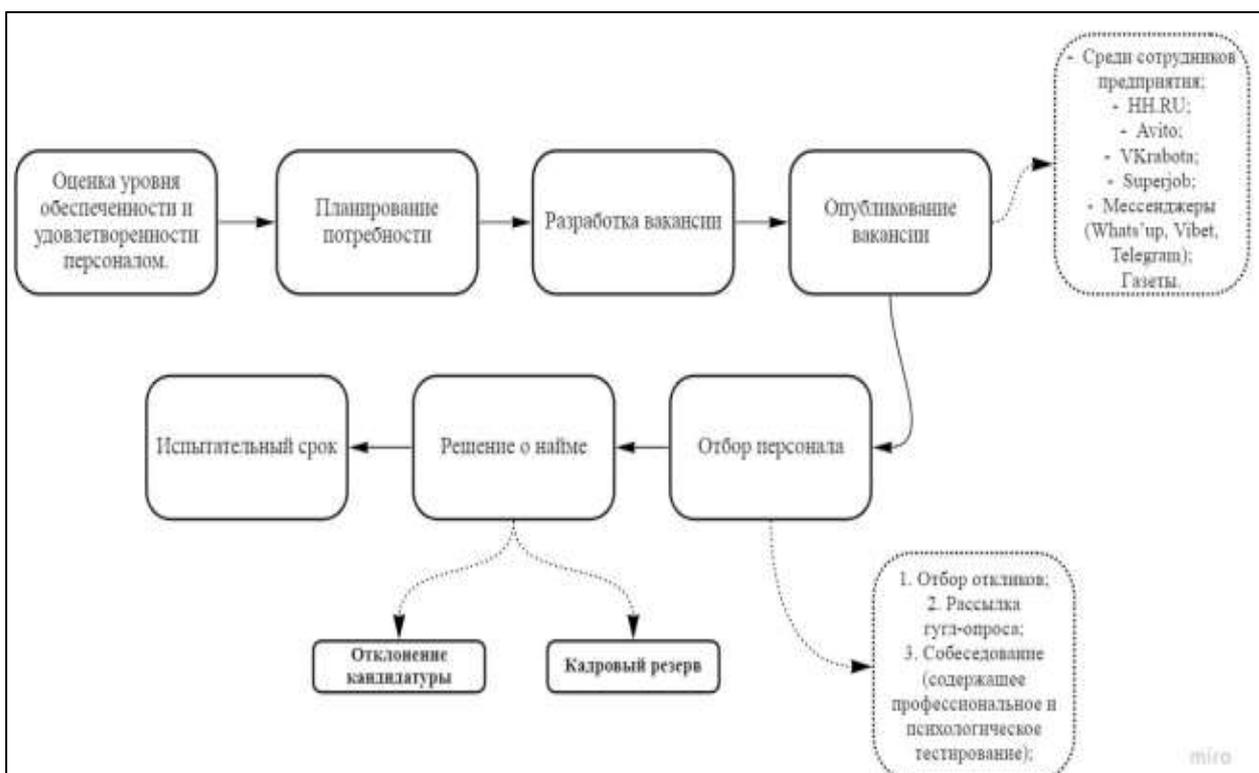 Оценка уровня
обеспеченности и
удовлетворенности
персоналом.
Планирование
потребности
Разработка вакансии
Опубликование
вакансии
- Среди сотрудников
предприятия;
- HH.RU;
- Avito;
- VKrabota;
- Superjob;
- Мессенджеры
(Whats'up, Vibet,
Telegram);
Газеты.
Испытательный срок
Решение о найме
Отбор персонала
Отклонение
кандидатуры
Кадровый резерв
1. Отбор откликов;
2. Рассылка
гугл-опроса;
3. Собеседование
(содержащее
профессиональное и
психологическое
тестирование);
miro